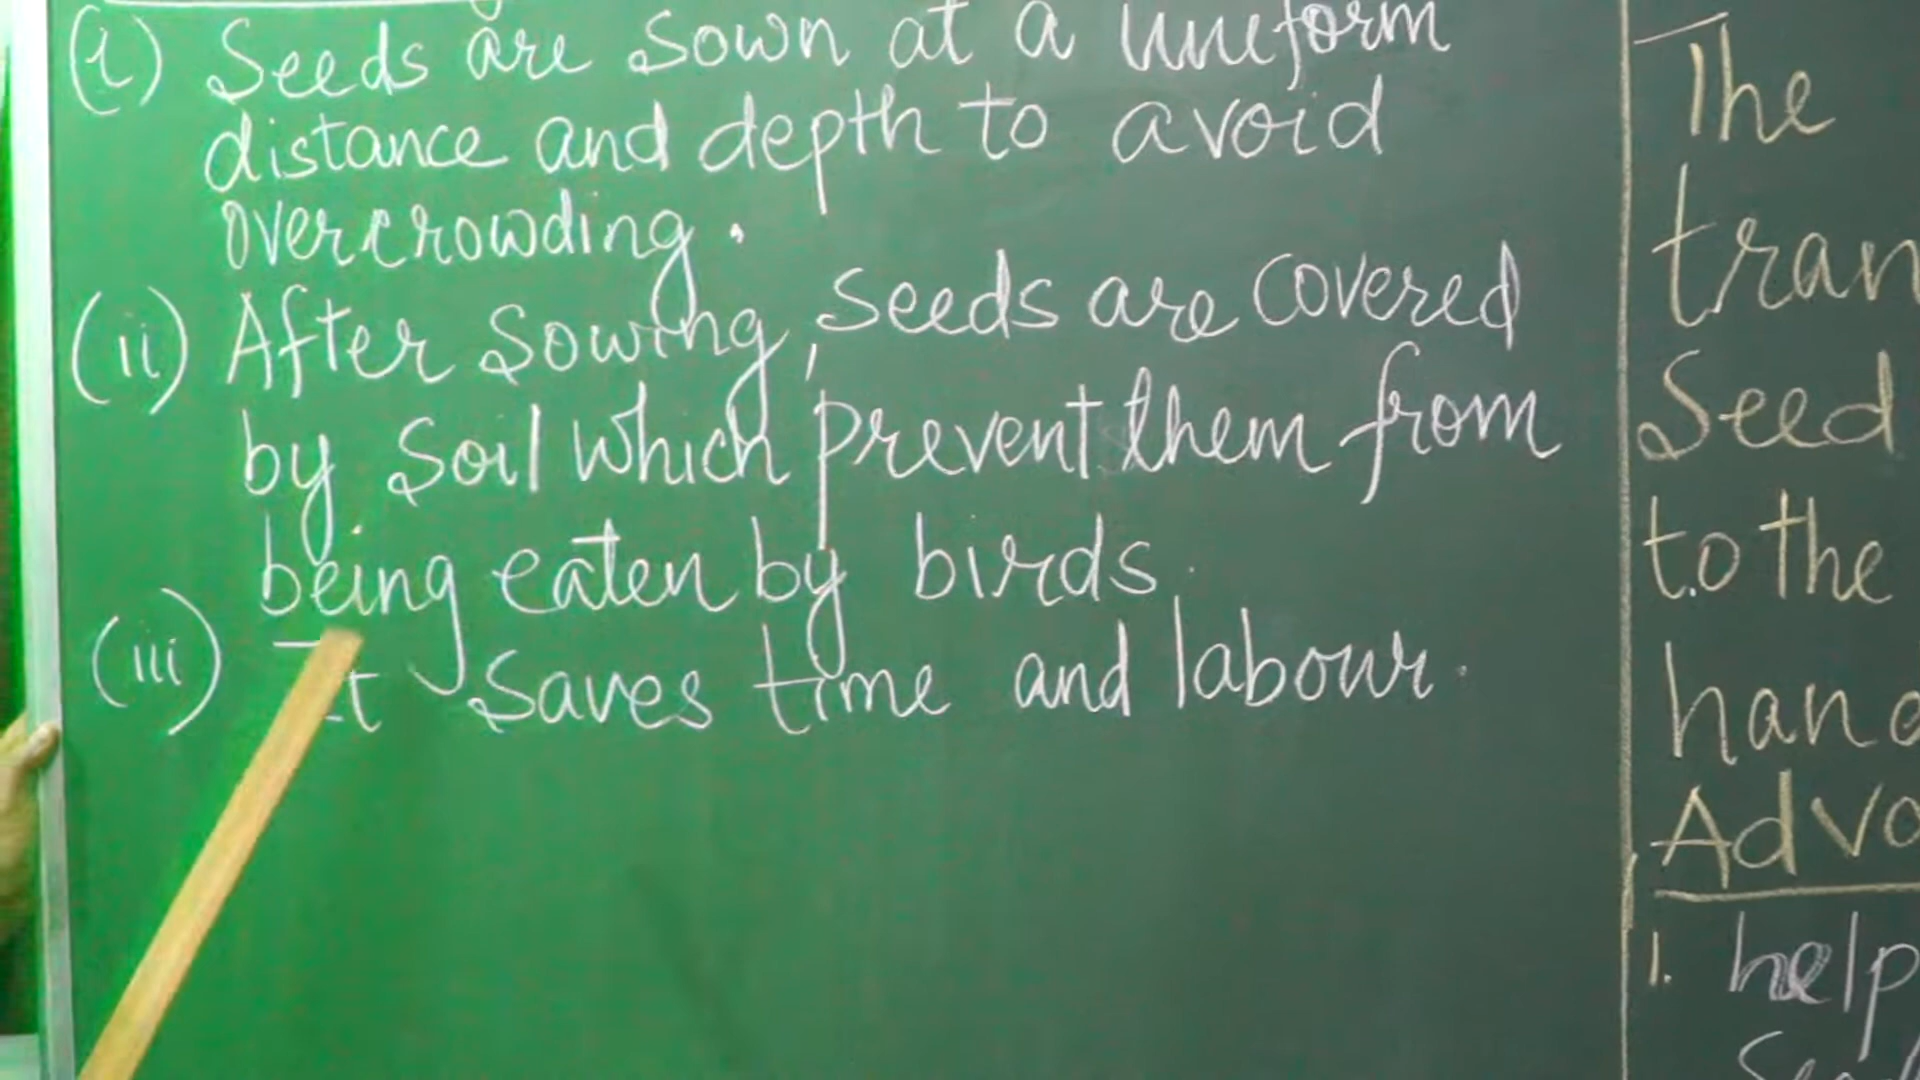 (i) Seeds are sown at a uneform
distance and depth to avoid
overcrowding.
(ii) After sowing, seeds are covered
by soil which prevent them from
being eaten by birds.
(iii) It saves time and labour.
The
tran
Seed
to the
hand
Adva
1. help